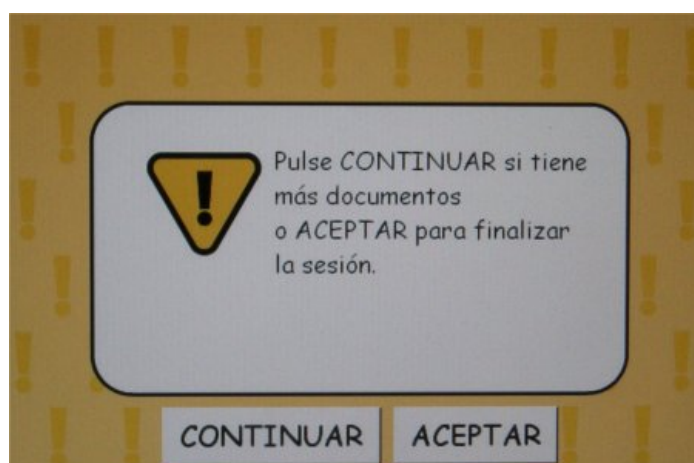 Pulse CONTINUAR si tiene
más documentos
o ACEPTAR para finalizar
la sesión.
CONTINUAR ACEPTAR